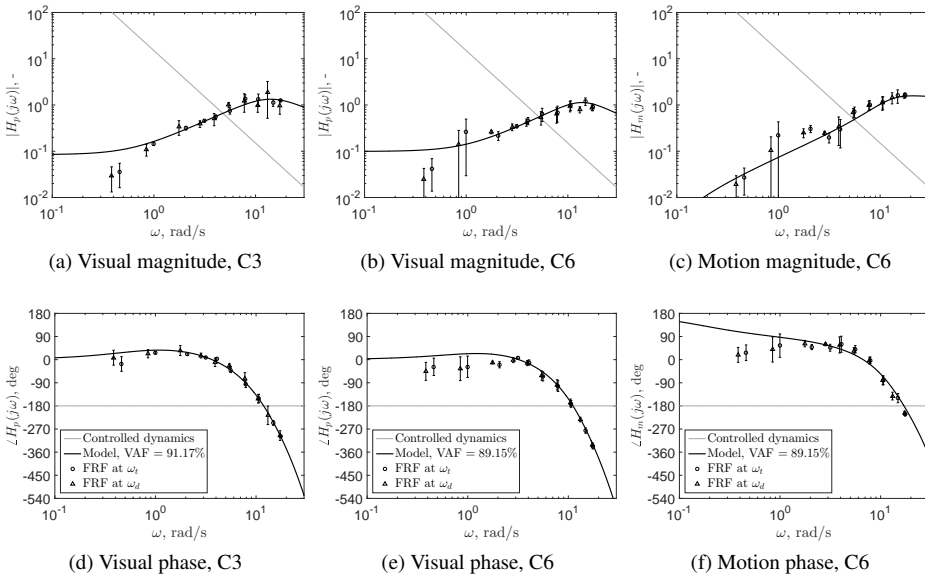 |H_p(jω)|, -
10^2
10^1
10^0
10^-1
10^-2
10^-1
10^0
10^1
ω, rad/s
(a) Visual magnitude, C3
|H_p(jω)|, -
10^2
10^1
10^0
10^-1
10^-2
10^-1
10^0
10^1
ω, rad/s
(b) Visual magnitude, C6
|H_m(jω)|, -
10^2
10^1
10^0
10^-1
10^-2
10^-1
10^0
10^1
ω, rad/s
(c) Motion magnitude, C6
∠H_p(jω), deg
180
90
0
-90
-180
-270
-360
-450
-540
Controlled dynamics
Model, VAF = 91.17%
FRF at ω_t
FRF at ω_d
10^-1
10^0
10^1
ω, rad/s
(d) Visual phase, C3
∠H_p(jω), deg
180
90
0
-90
-180
-270
-360
-450
-540
Controlled dynamics
Model, VAF = 89.15%
FRF at ω_t
FRF at ω_d
10^-1
10^0
10^1
ω, rad/s
(e) Visual phase, C6
∠H_m(jω), deg
180
90
0
-90
-180
-270
-360
-450
-540
Controlled dynamics
Model, VAF = 89.15%
FRF at ω_t
FRF at ω_d
10^-1
10^0
10^1
ω, rad/s
(f) Motion phase, C6